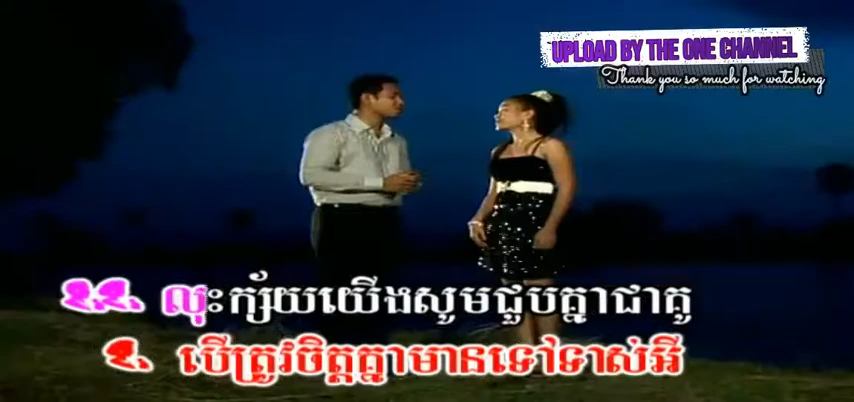 UPLOAD BY THE ONE CHANNEL
Thank you so much for watching
ស.ស. លុះក្ស័យយើងសូមជួបគ្នាជាគូ
ស. បើត្រូវចិត្តគ្នាមានទៅទាស់អី